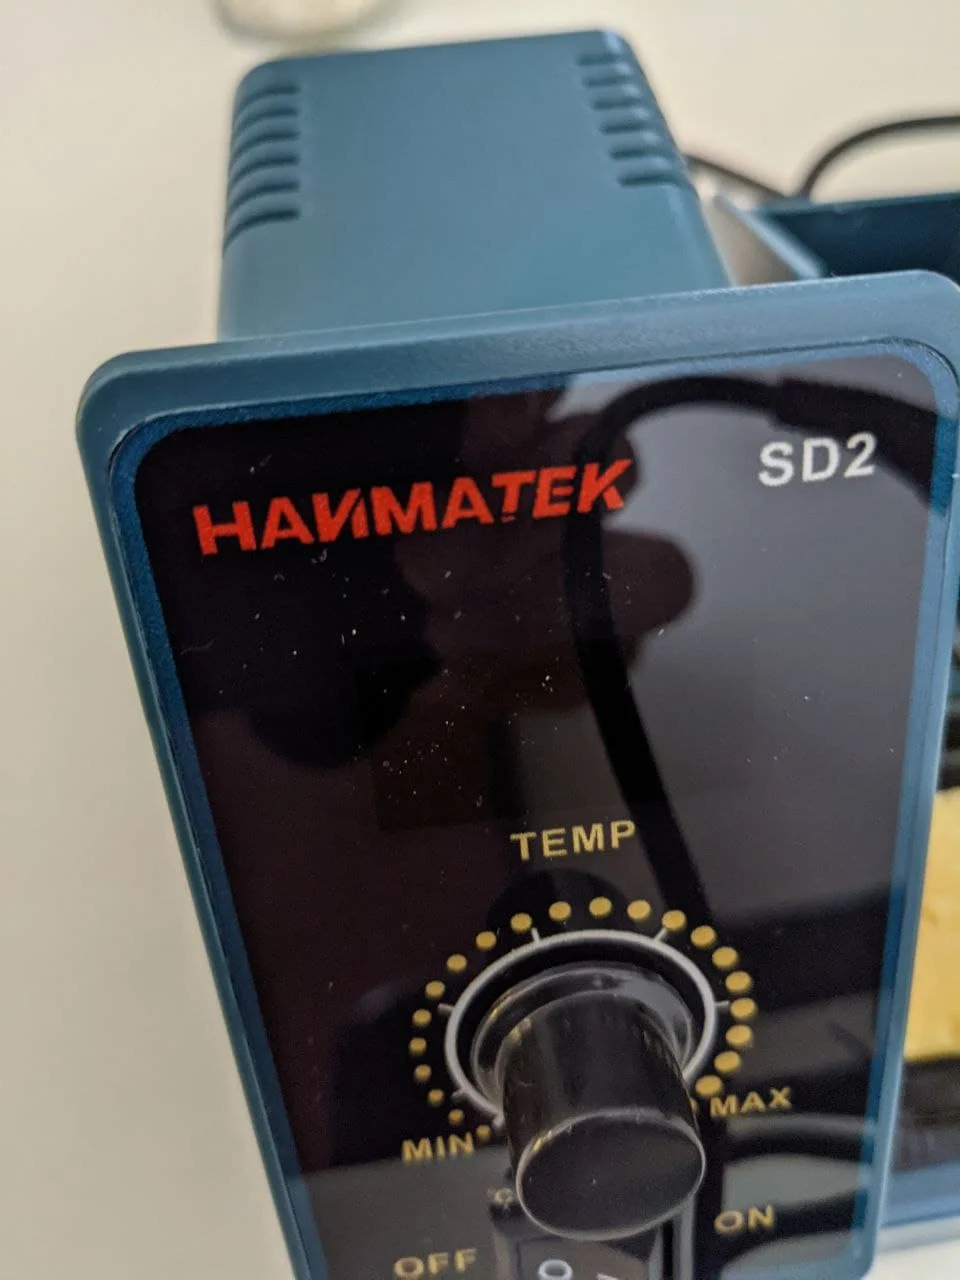 HANMATEK
SD2
TEMP
MIN
MAX
°C
OFF
ON
O